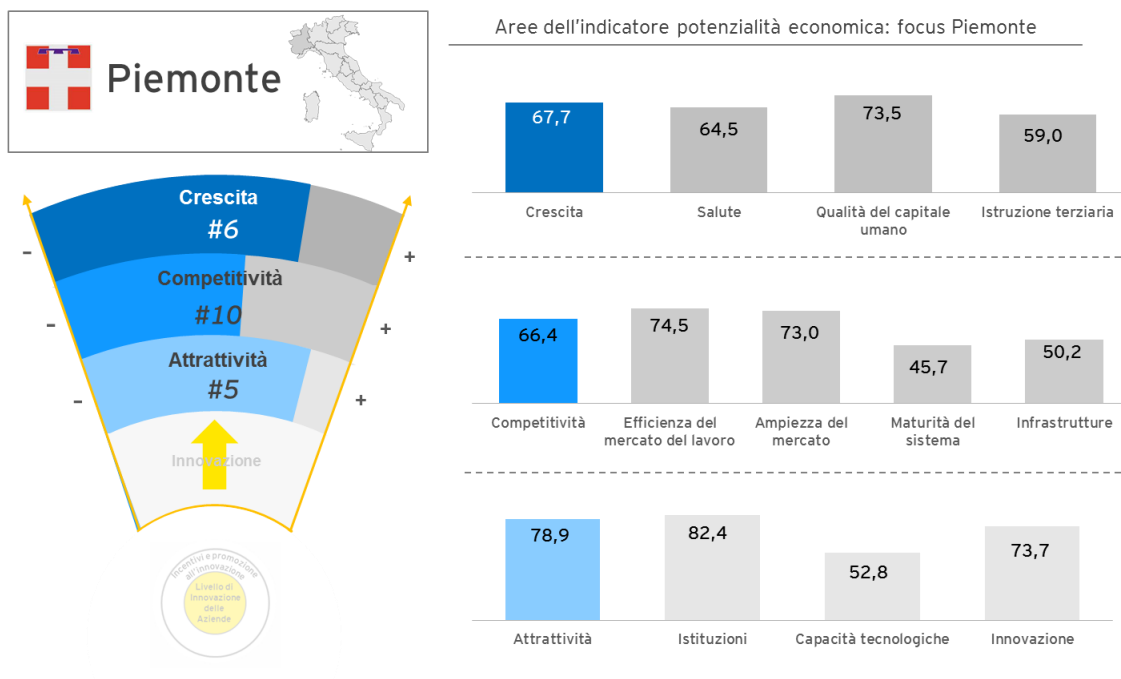 Piemonte
Aree dell'indicatore potenzialità economica: focus Piemonte
Crescita
#6
Competitività
#10
Attrattività
#5
Innovazione
-
+
-
+
-
+
Incentivi e promozione
all'innovazione
Livello di
Innovazione
delle
Aziende
67,7
64,5
73,5
59,0
Crescita
Salute
Qualità del capitale
umano
Istruzione terziaria
66,4
74,5
73,0
45,7
50,2
Competitività
Efficienza del
mercato del lavoro
Ampiezza del
mercato
Maturità del
sistema
Infrastrutture
78,9
82,4
52,8
73,7
Attrattività
Istituzioni
Capacità tecnologiche
Innovazione